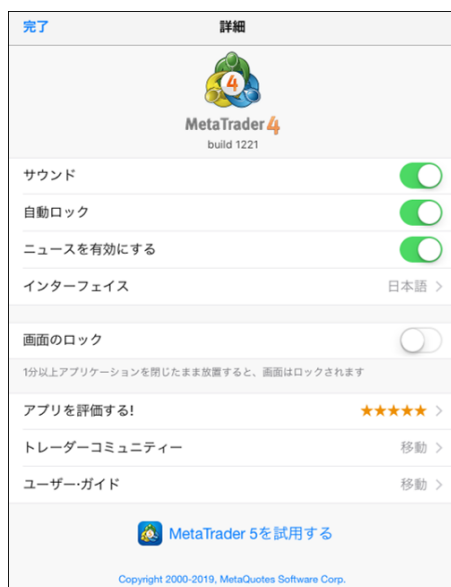 完了 詳細
4
MetaTrader 4
build 1221
サウンド
自動ロック
ニュースを有効にする
インターフェイス 日本語 >
画面のロック
1分以上アプリケーションを閉じたまま放置すると、画面はロックされます
アプリを評価する! ★★★★★ >
トレーダーコミュニティー 移動 >
ユーザー・ガイド 移動 >
MetaTrader 5を試用する
Copyright 2000-2019, MetaQuotes Software Corp.